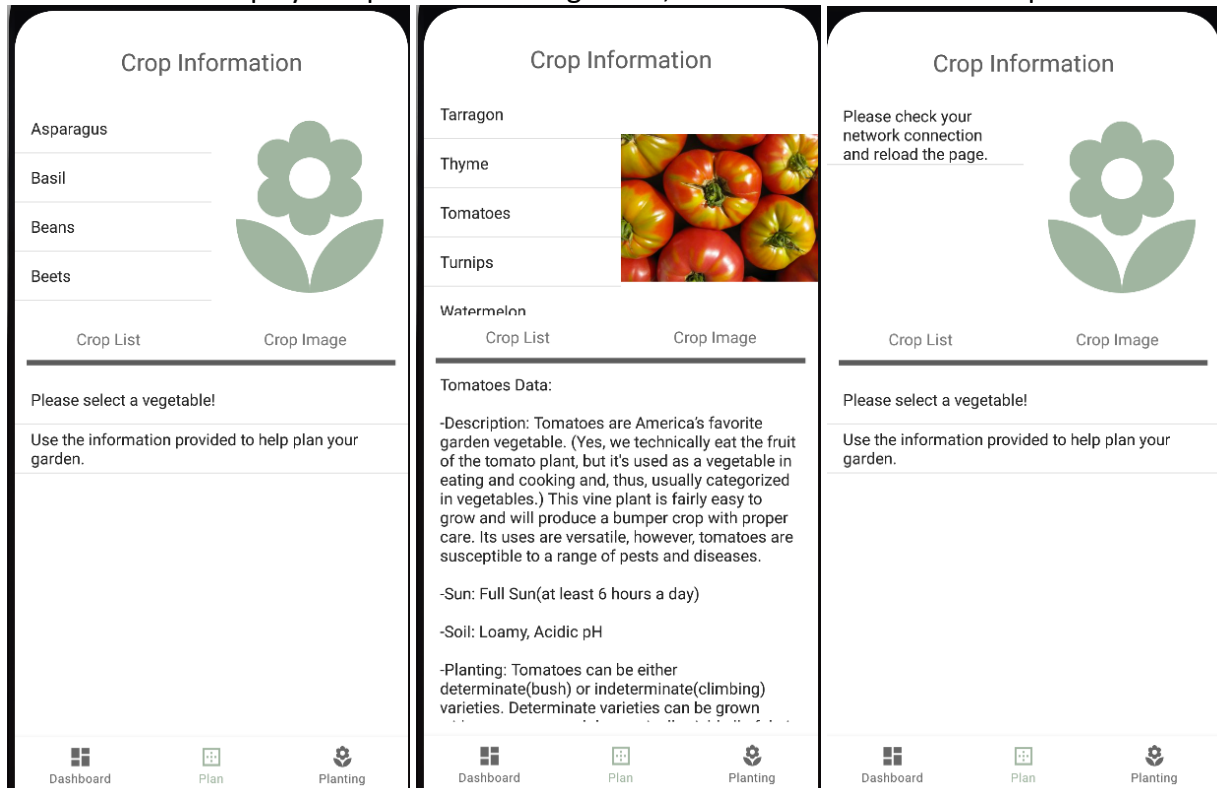 Crop Information
Asparagus
Basil
Beans
Beets
Crop List
Crop Image
Please select a vegetable!
Use the information provided to help plan your
garden.
Dashboard
Plan
Planting
Crop Information
Tarragon
Thyme
Tomatoes
Turnips
Watermelon
Crop List
Crop Image
Tomatoes Data:
-Description: Tomatoes are America's favorite
garden vegetable. (Yes, we technically eat the fruit
of the tomato plant, but it's used as a vegetable in
eating and cooking and, thus, usually categorized
in vegetables.) This vine plant is fairly easy to
grow and will produce a bumper crop with proper
care. Its uses are versatile, however, tomatoes are
susceptible to a range of pests and diseases.
-Sun: Full Sun(at least 6 hours a day)
-Soil: Loamy, Acidic pH
-Planting: Tomatoes can be either
determinate(bush) or indeterminate(climbing)
varieties. Determinate varieties can be grown
Dashboard
Plan
Planting
Crop Information
Please check your
network connection
and reload the page.
Crop List
Crop Image
Please select a vegetable!
Use the information provided to help plan your
garden.
Dashboard
Plan
Planting